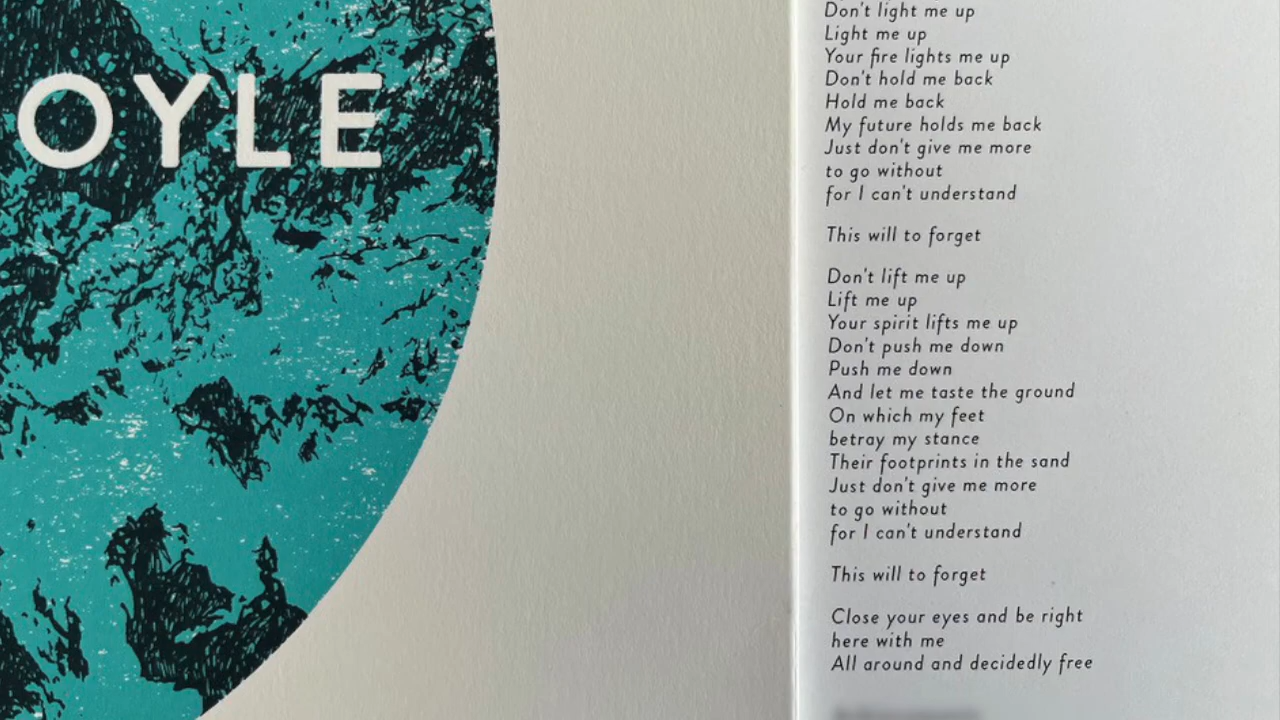 OYLE
Don't light me up
Light me up
Your fire lights me up
Don't hold me back
Hold me back
My future holds me back
Just don't give me more
to go without
for I can't understand
This will to forget
Don't lift me up
Lift me up
Your spirit lifts me up
Don't push me down
Push me down
And let me taste the ground
On which my feet
betray my stance
Their footprints in the sand
Just don't give me more
to go without
for I can't understand
This will to forget
Close your eyes and be right
here with me
All around and decidedly free